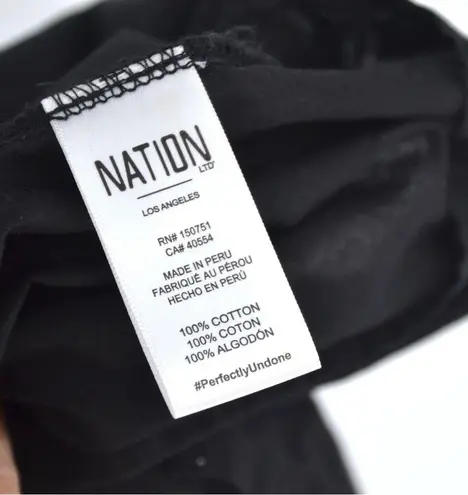 NATION
LTD
LOS ANGELES
RN# 150751
CA# 40554
MADE IN PERU
FABRIQUÉ AU PÉROU
HECHO EN PERÚ
100% COTTON
100% COTON
100% ALGODÓN
#PerfectlyUndone